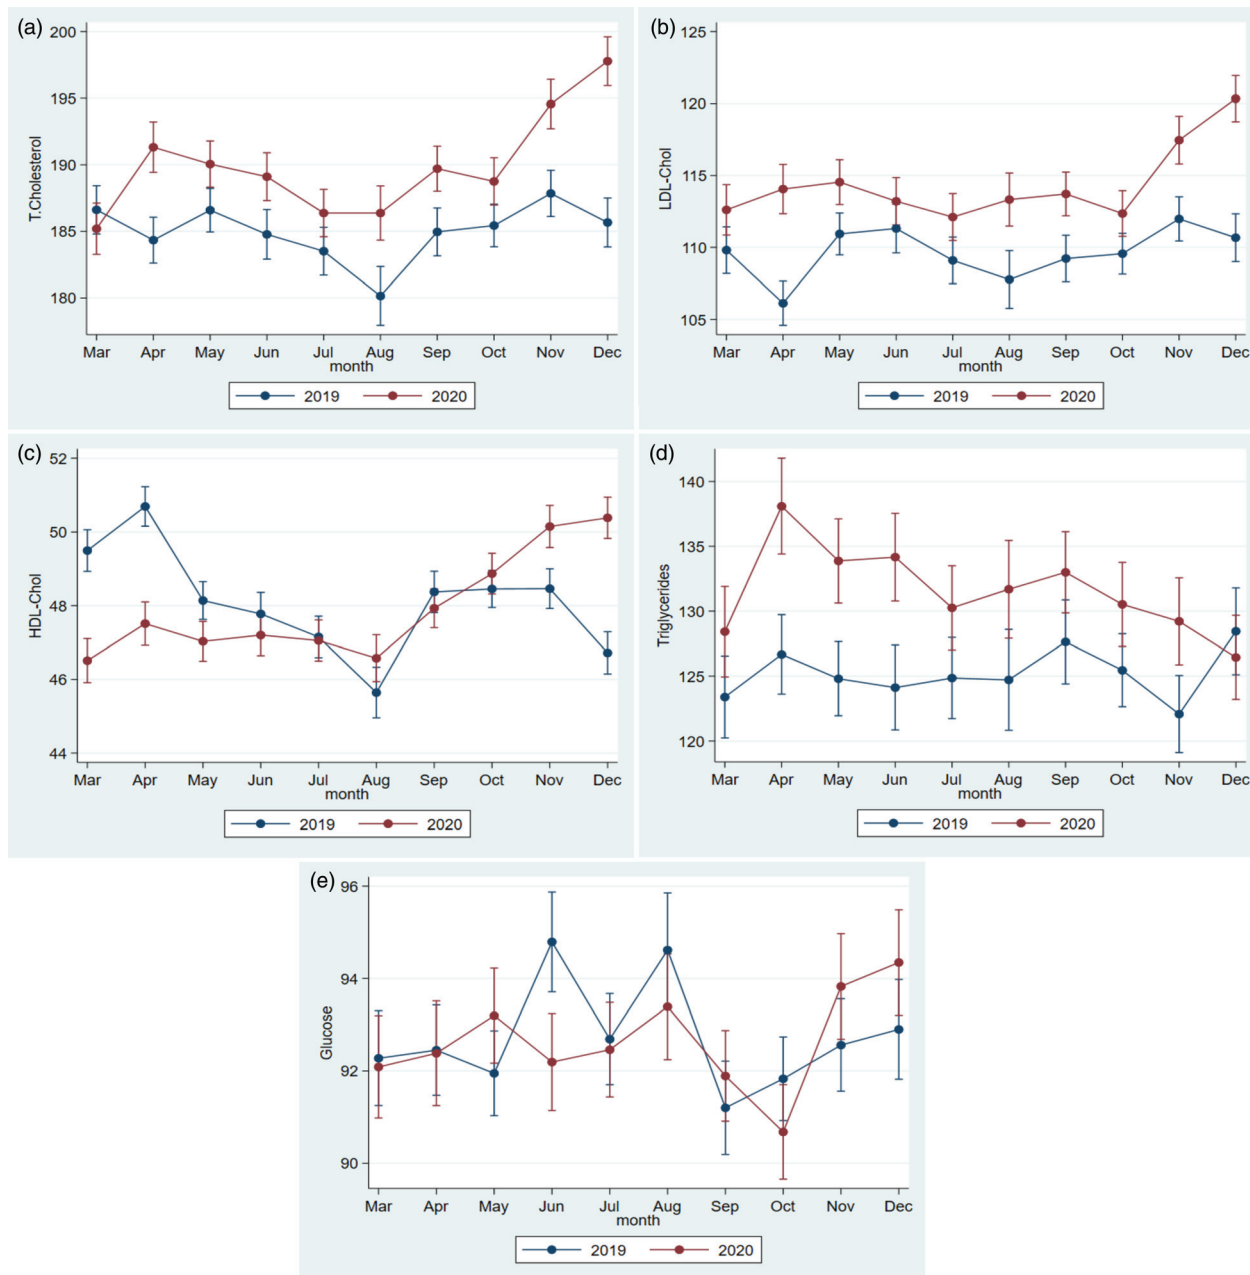 (a)
T.Cholesterol
200
195
190
185
180
Mar Apr May Jun Jul Aug Sep Oct Nov Dec
month
2019 2020
(b)
LDL-Chol
125
120
115
110
105
Mar Apr May Jun Jul Aug Sep Oct Nov Dec
month
2019 2020
(c)
HDL-Chol
52
50
48
46
44
Mar Apr May Jun Jul Aug Sep Oct Nov Dec
month
2019 2020
(d)
Triglycerides
140
135
130
125
120
Mar Apr May Jun Jul Aug Sep Oct Nov Dec
month
2019 2020
(e)
Glucose
96
94
92
90
Mar Apr May Jun Jul Aug Sep Oct Nov Dec
month
2019 2020